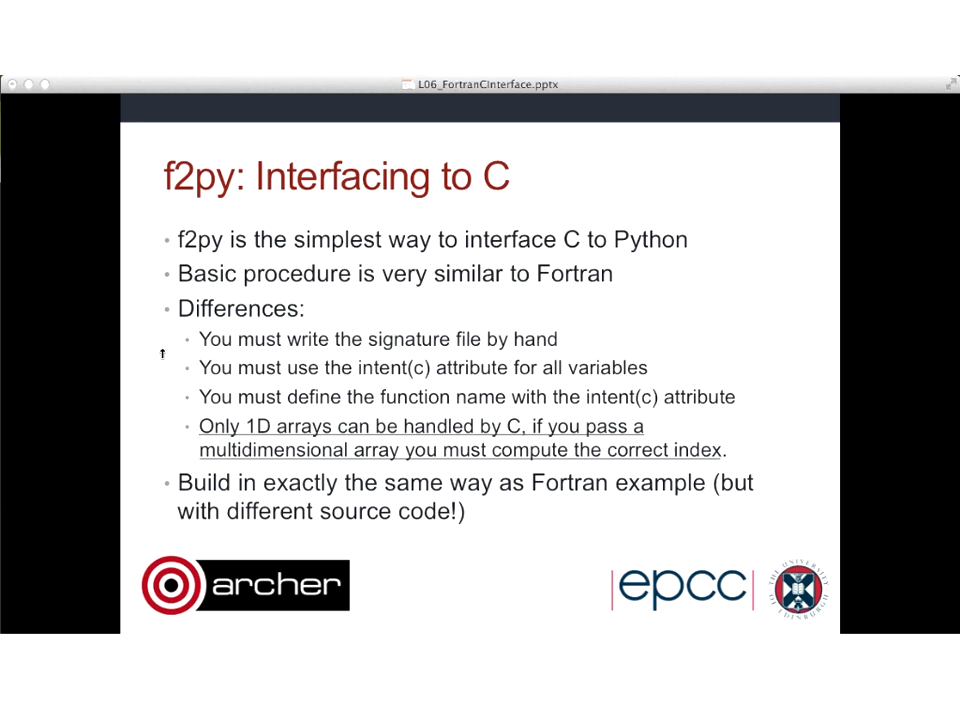 L06_FortranCInterface.pptx
f2py: Interfacing to C
• f2py is the simplest way to interface C to Python
• Basic procedure is very similar to Fortran
• Differences:
• You must write the signature file by hand
• You must use the intent(c) attribute for all variables
• You must define the function name with the intent(c) attribute
• Only 1D arrays can be handled by C, if you pass a
multidimensional array you must compute the correct index.
• Build in exactly the same way as Fortran example (but
with different source code!)
archer
|epcc|
THE UNIVERSITY
OF EDINBURGH